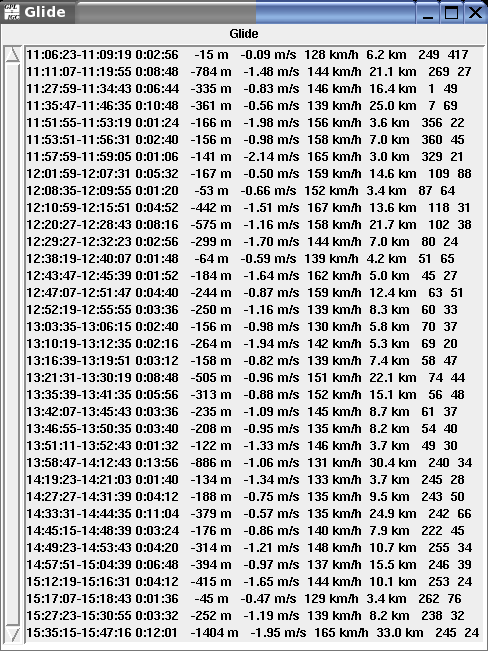 Glide
Glide
11:06:23-11:09:19 0:02:56 -15 m -0.09 m/s 128 km/h 6.2 km 249 417
11:11:07-11:19:55 0:08:48 -784 m -1.48 m/s 144 km/h 21.1 km 269 27
11:27:59-11:34:43 0:06:44 -335 m -0.83 m/s 146 km/h 16.4 km 1 49
11:35:47-11:46:35 0:10:48 -361 m -0.56 m/s 139 km/h 25.0 km 7 69
11:51:55-11:53:19 0:01:24 -166 m -1.98 m/s 156 km/h 3.6 km 356 22
11:53:51-11:56:31 0:02:40 -156 m -0.98 m/s 158 km/h 7.0 km 360 45
11:57:59-11:59:05 0:01:06 -141 m -2.14 m/s 165 km/h 3.0 km 329 21
12:01:59-12:07:31 0:05:32 -167 m -0.50 m/s 159 km/h 14.6 km 109 88
12:08:35-12:09:55 0:01:20 -53 m -0.66 m/s 152 km/h 3.4 km 87 64
12:10:59-12:15:51 0:04:52 -442 m -1.51 m/s 167 km/h 13.6 km 118 31
12:20:27-12:28:43 0:08:16 -575 m -1.16 m/s 158 km/h 21.7 km 102 38
12:29:27-12:32:23 0:02:56 -299 m -1.70 m/s 144 km/h 7.0 km 80 24
12:38:19-12:40:07 0:01:48 -64 m -0.59 m/s 139 km/h 4.2 km 51 65
12:43:47-12:45:39 0:01:52 -184 m -1.64 m/s 162 km/h 5.0 km 45 27
12:47:07-12:51:47 0:04:40 -244 m -0.87 m/s 159 km/h 12.4 km 63 51
12:52:19-12:55:55 0:03:36 -250 m -1.16 m/s 139 km/h 8.3 km 60 33
13:03:35-13:06:15 0:02:40 -156 m -0.98 m/s 130 km/h 5.8 km 70 37
13:10:19-13:12:35 0:02:16 -264 m -1.94 m/s 142 km/h 5.3 km 69 20
13:16:39-13:19:51 0:03:12 -158 m -0.82 m/s 139 km/h 7.4 km 58 47
13:21:31-13:30:19 0:08:48 -505 m -0.96 m/s 151 km/h 22.1 km 74 44
13:35:39-13:41:35 0:05:56 -313 m -0.88 m/s 152 km/h 15.1 km 56 48
13:42:07-13:45:43 0:03:36 -235 m -1.09 m/s 145 km/h 8.7 km 61 37
13:46:55-13:50:35 0:03:40 -208 m -0.95 m/s 135 km/h 8.2 km 54 40
13:51:11-13:52:43 0:01:32 -122 m -1.33 m/s 146 km/h 3.7 km 49 30
13:58:47-14:12:43 0:13:56 -886 m -1.06 m/s 131 km/h 30.4 km 240 34
14:19:23-14:21:03 0:01:40 -134 m -1.34 m/s 133 km/h 3.7 km 245 28
14:27:27-14:31:39 0:04:12 -188 m -0.75 m/s 135 km/h 9.5 km 243 50
14:33:31-14:44:35 0:11:04 -379 m -0.57 m/s 135 km/h 24.9 km 242 66
14:45:15-14:48:39 0:03:24 -176 m -0.86 m/s 140 km/h 7.9 km 222 45
14:49:23-14:53:43 0:04:20 -314 m -1.21 m/s 148 km/h 10.7 km 255 34
14:57:51-15:04:39 0:06:48 -394 m -0.97 m/s 137 km/h 15.5 km 246 39
15:12:19-15:16:31 0:04:12 -415 m -1.65 m/s 144 km/h 10.1 km 253 24
15:17:07-15:18:43 0:01:36 -45 m -0.47 m/s 129 km/h 3.4 km 262 76
15:27:23-15:30:55 0:03:32 -252 m -1.19 m/s 139 km/h 8.2 km 238 32
15:35:15-15:47:16 0:12:01 -1404 m -1.95 m/s 165 km/h 33.0 km 245 24